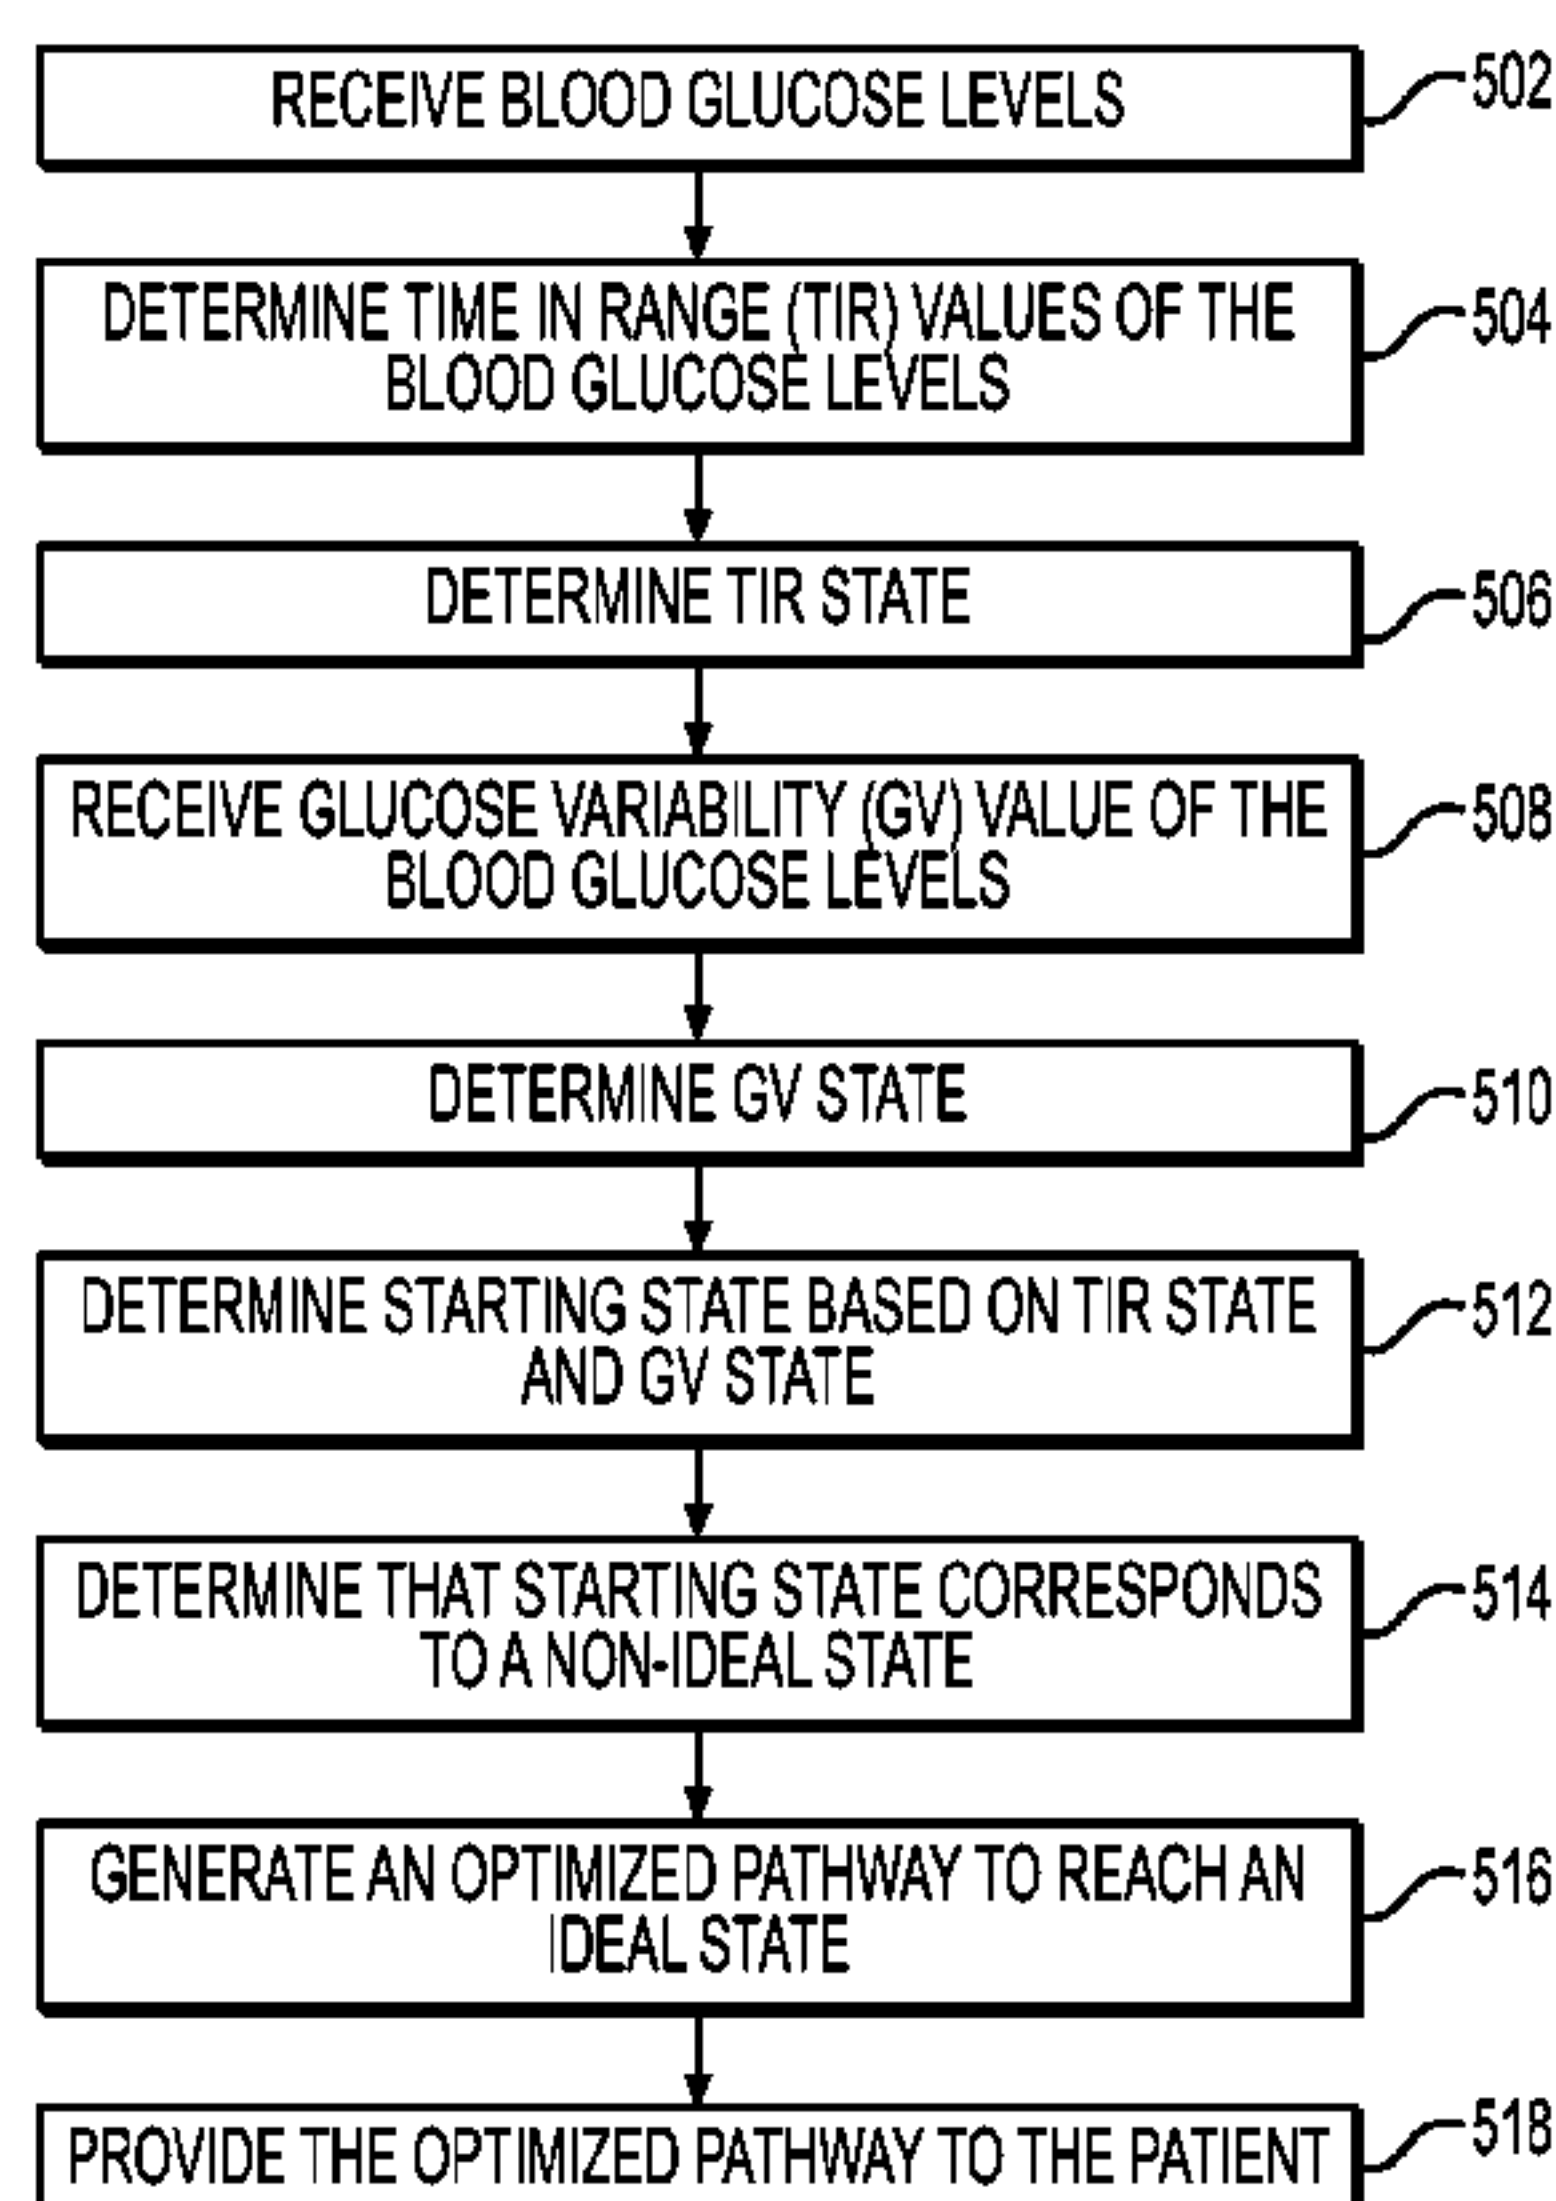 RECEIVE BLOOD GLUCOSE LEVELS
502
DETERMINE TIME IN RANGE (TIR) VALUES OF THE
BLOOD GLUCOSE LEVELS
504
DETERMINE TIR STATE
506
RECEIVE GLUCOSE VARIABILITY (GV) VALUE OF THE
BLOOD GLUCOSE LEVELS
508
DETERMINE GV STATE
510
DETERMINE STARTING STATE BASED ON TIR STATE
AND GV STATE
512
DETERMINE THAT STARTING STATE CORRESPONDS
TO A NON-IDEAL STATE
514
GENERATE AN OPTIMIZED PATHWAY TO REACH AN
IDEAL STATE
516
PROVIDE THE OPTIMIZED PATHWAY TO THE PATIENT
518